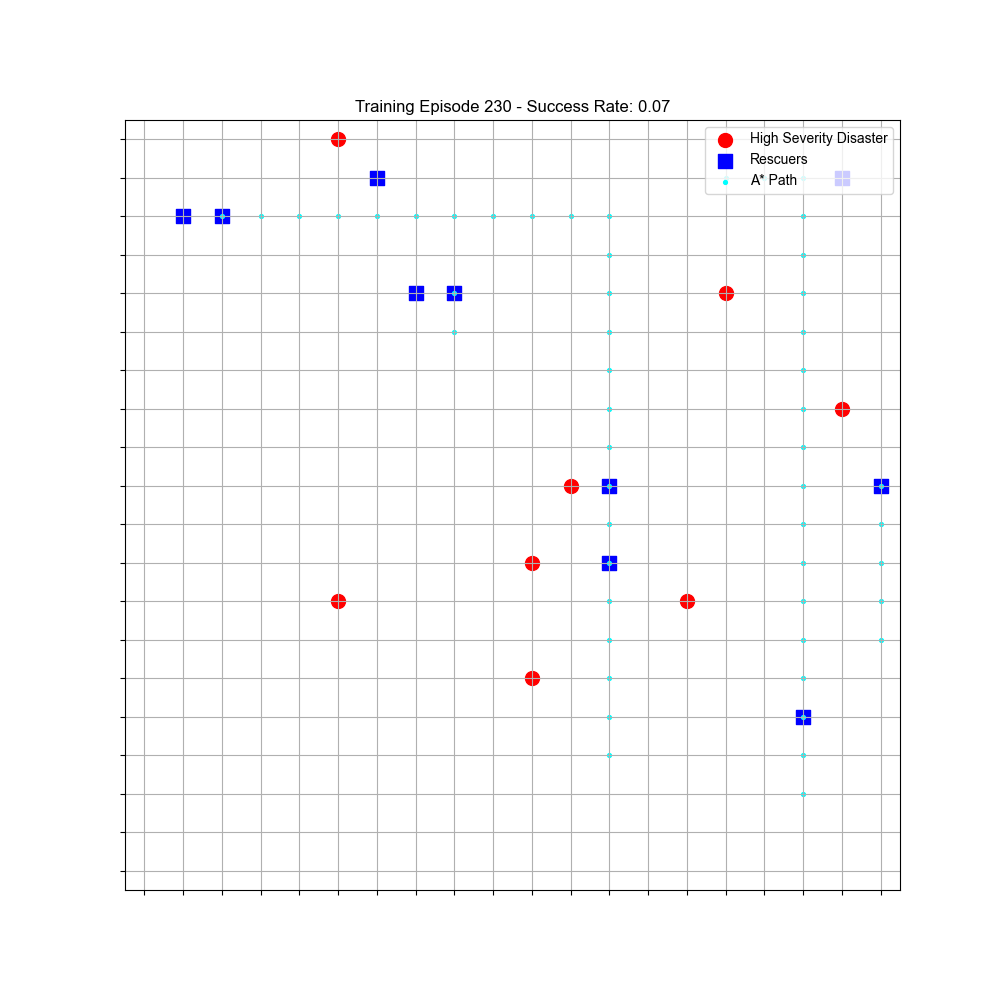 Training Episode 230 - Success Rate: 0.07
High Severity Disaster
Rescuers
A* Path